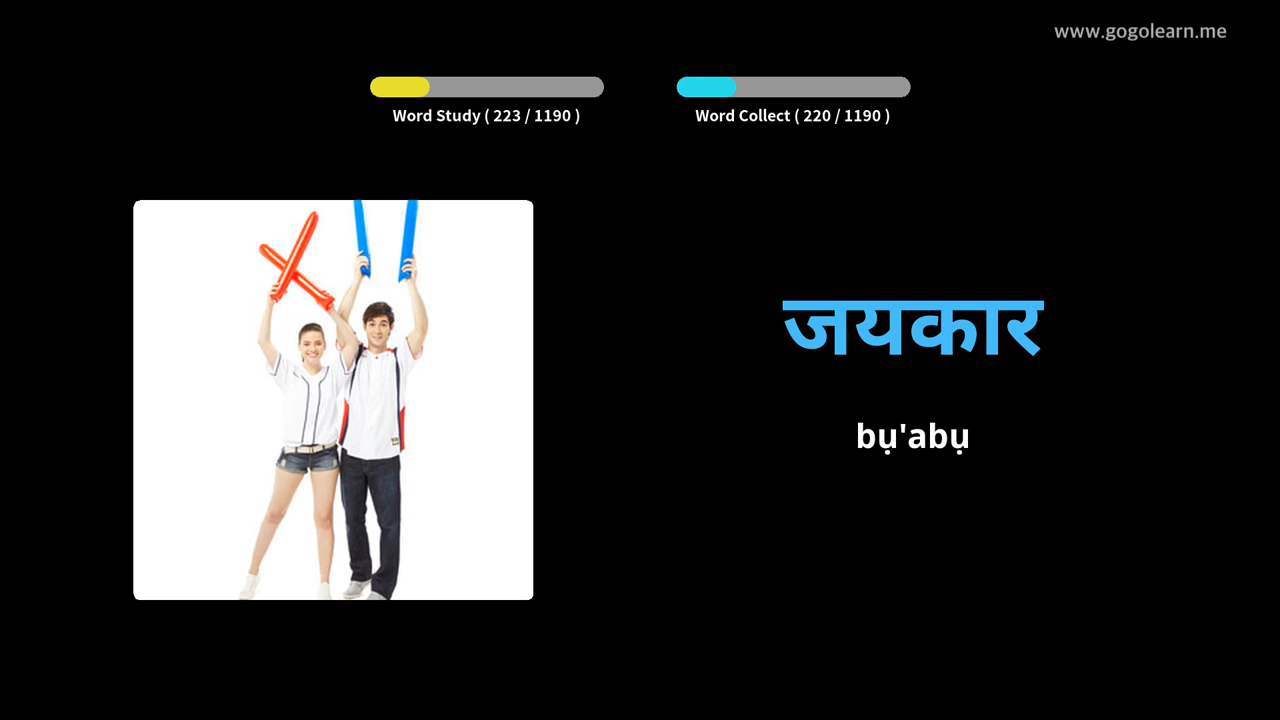 www.gogolearn.me
Word Study ( 223 / 1190 )
Word Collect ( 220 / 1190 )
जयकार
bụ'abụ